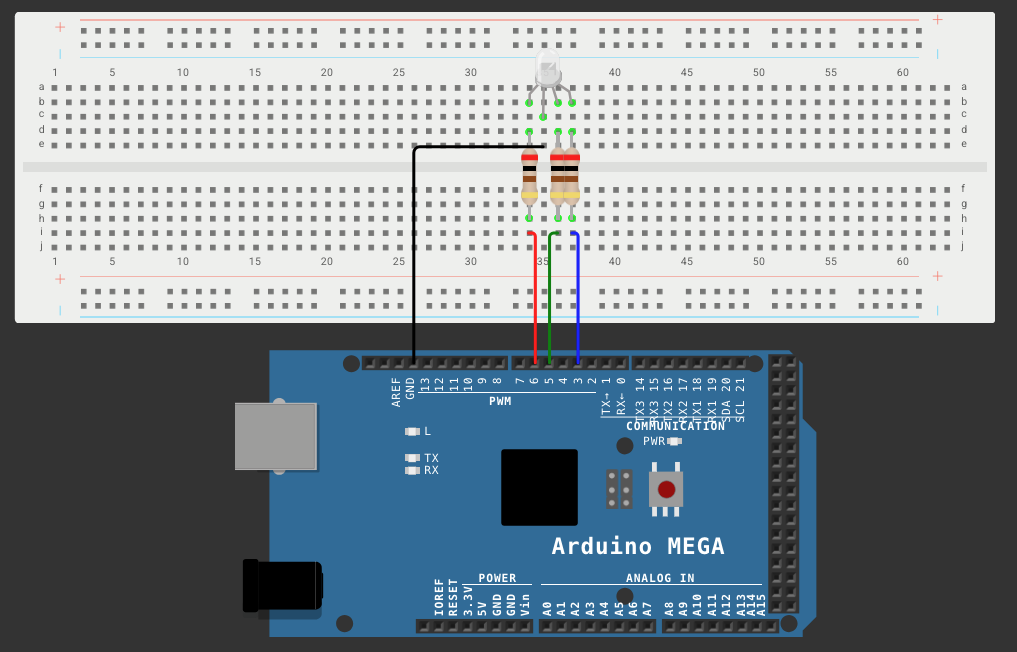 + +
1 5 10 15 20 25 30 35 40 45 50 55 60
a a
b b
c c
d d
e e
f f
g g
h h
i i
j j
1 5 10 15 20 25 30 35 40 45 50 55 60
+ +
AREF GND 13 12 11 10 9 8 7 6 5 4 3 2 TX→ 1 RX← 0 TX3 14 RX3 15 TX2 16 RX2 17 TX1 18 RX1 19 SDA 20 SCL 21
PWM
COMMUNICATION
L
PWR
TX
RX
Arduino MEGA
POWER ANALOG IN
IOREF RESET 3.3V 5V GND GND Vin A0 A1 A2 A3 A4 A5 A6 A7 A8 A9 A10 A11 A12 A13 A14 A15